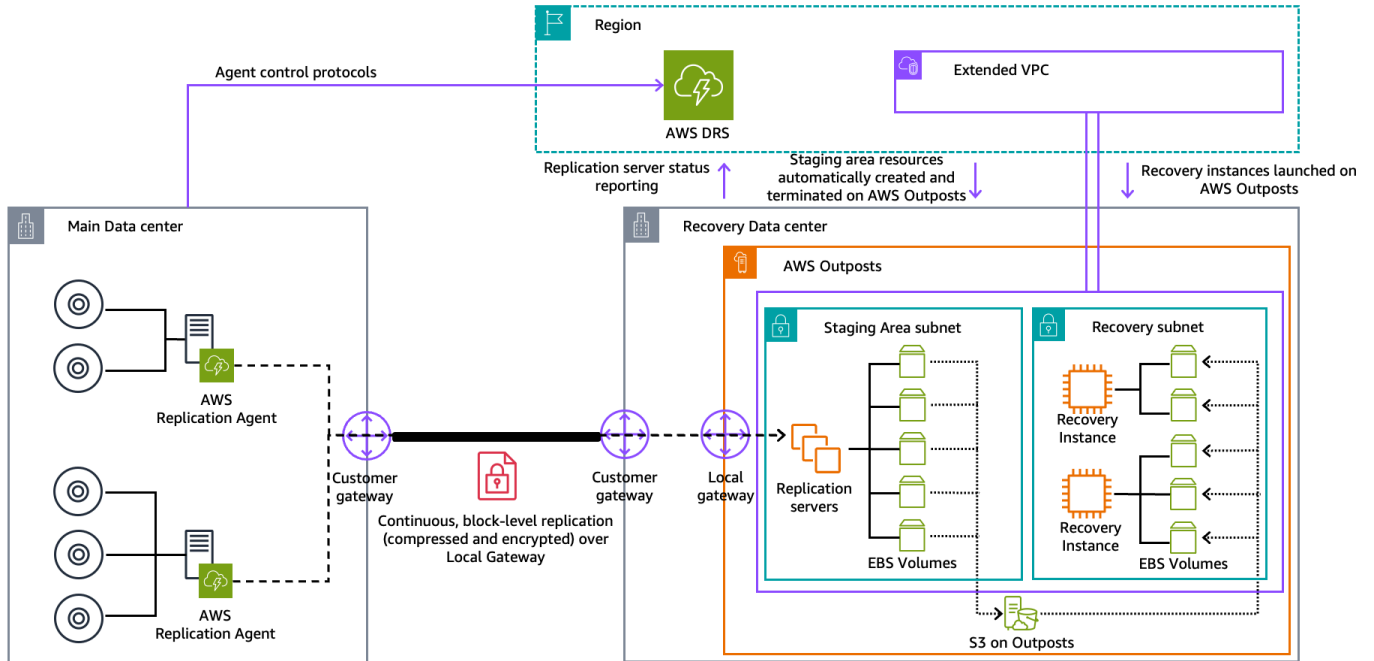 Region
Extended VPC
Agent control protocols
AWS DRS
Replication server status
reporting
Staging area resources
automatically created and
terminated on AWS Outposts
Recovery instances launched on
AWS Outposts
Main Data center
Recovery Data center
AWS Outposts
Staging Area subnet
Recovery subnet
AWS
Replication Agent
Customer
gateway
Continuous, block-level replication
(compressed and encrypted) over
Local Gateway
Customer
gateway
Local
gateway
Replication
servers
EBS Volumes
Recovery
Instance
Recovery
Instance
EBS Volumes
AWS
Replication Agent
S3 on Outposts